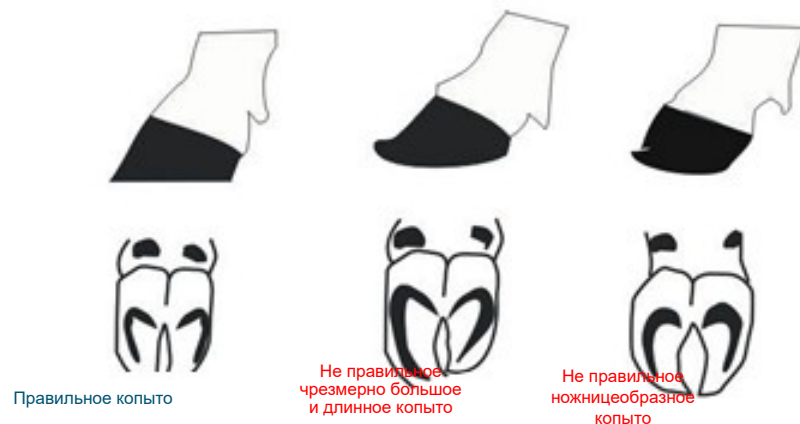 Правильное копыто
Не правильное
чрезмерно большое
и длинное копыто
Не правильное
ножницеобразное
копыто